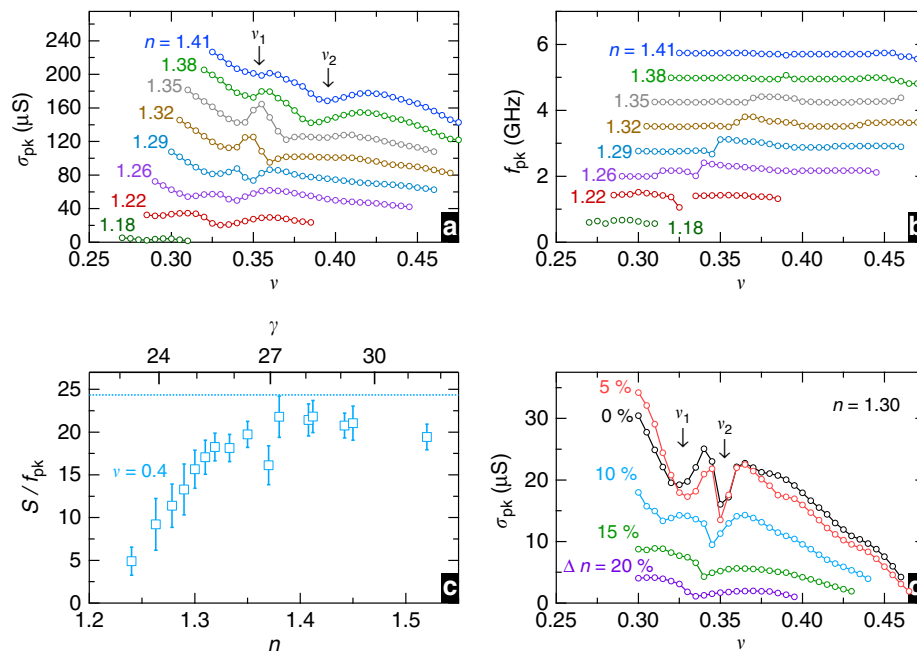 240
200
160
120
80
40
0
σpk (μS)
n = 1.41
1.38
1.35
1.32
1.29
1.26
1.22
1.18
ν1
ν2
a
0.25 0.30 0.35 0.40 0.45
ν
6
4
2
0
fpk (GHz)
n = 1.41
1.38
1.35
1.32
1.29
1.26
1.22
1.18
b
0.25 0.30 0.35 0.40 0.45
ν
γ
24 27 30
25
20
15
10
5
0
S / fpk
ν = 0.4
c
1.2 1.3 1.4 1.5
n
30
20
10
0
σpk (μS)
5 %
0 %
10 %
15 %
Δ n = 20 %
ν1
ν2
n = 1.30
d
0.25 0.30 0.35 0.40 0.45
ν